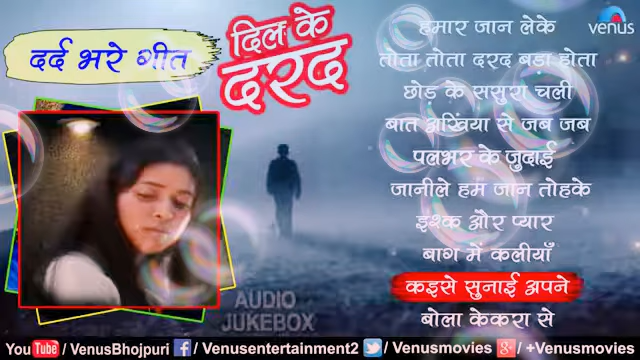 दर्द भरे गीत
दिल के
दरद
venus
हमार जान लेके
तोता तोता दरद बडा होता
छोड के ससुरा चली
बात अखिया से जब जब
पलभर के जुदाई
जानीले हम जान तोहके
इश्क और प्यार
बाग में कलीयाँ
कइसे सुनाई अपने
बोला केकरा से
AUDIO
JUKEBOX
You Tube / VenusBhojpuri f / Venusentertainment2 / Venusmovies g+ / +Venusmovies